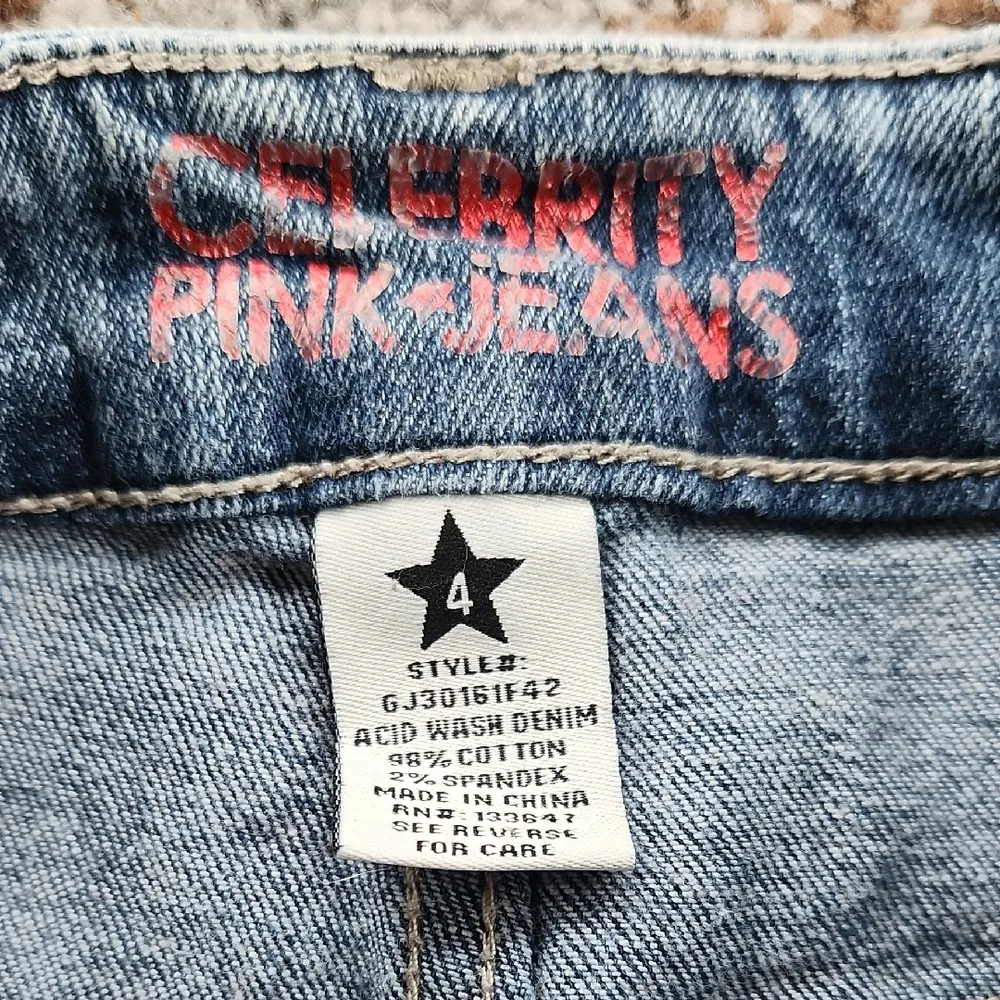 CELEBRITY
PINK★JEANS
4
STYLE#:
GJ30161F42
ACID WASH DENIM
98% COTTON
2% SPANDEX
MADE IN CHINA
RN#: 133647
SEE REVERSE
FOR CARE